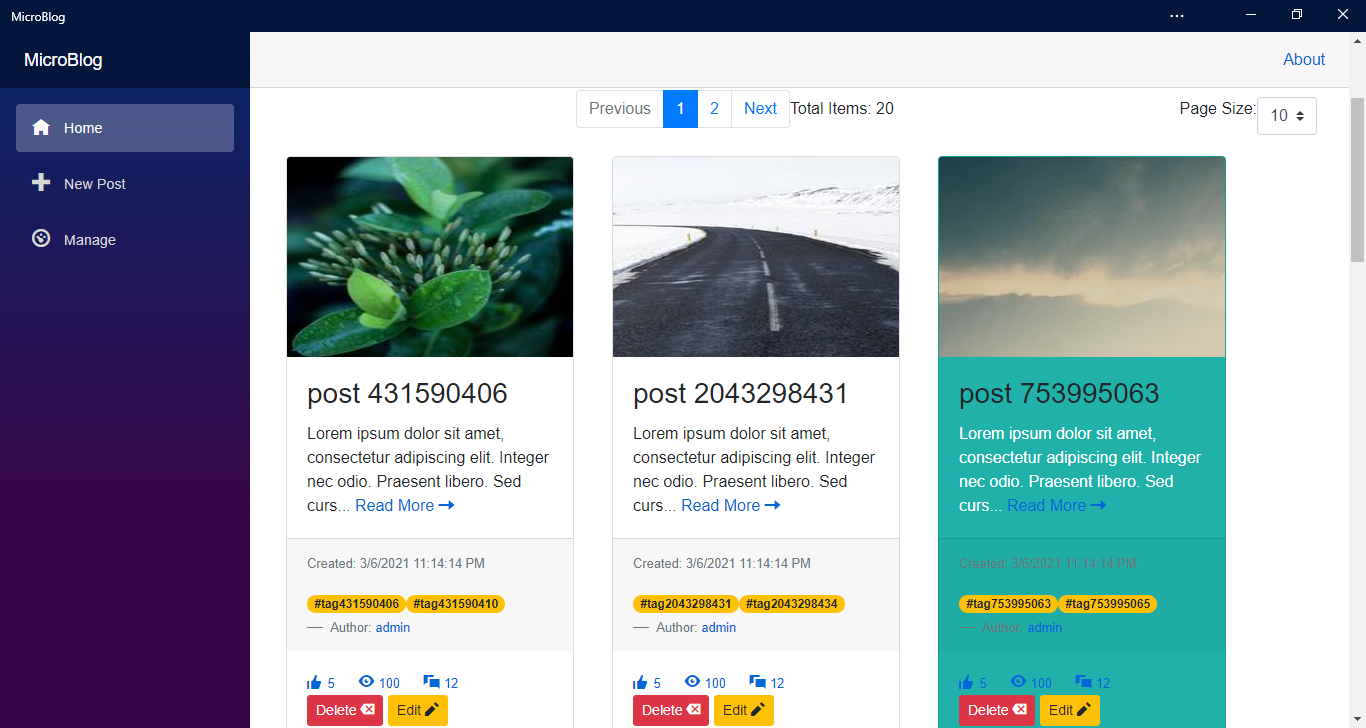 MicroBlog
MicroBlog
About
Home
New Post
Manage
Previous 1 2 Next Total Items: 20
Page Size: 10
post 431590406
Lorem ipsum dolor sit amet,
consectetur adipiscing elit. Integer
nec odio. Praesent libero. Sed
curs... Read More
Created: 3/6/2021 11:14:14 PM
#tag431590406 #tag431590410
— Author: admin
5 100 12
Delete Edit
post 2043298431
Lorem ipsum dolor sit amet,
consectetur adipiscing elit. Integer
nec odio. Praesent libero. Sed
curs... Read More
Created: 3/6/2021 11:14:14 PM
#tag2043298431 #tag2043298434
— Author: admin
5 100 12
Delete Edit
post 753995063
Lorem ipsum dolor sit amet,
consectetur adipiscing elit. Integer
nec odio. Praesent libero. Sed
curs... Read More
Created: 3/6/2021 11:14:14 PM
#tag753995063 #tag753995065
— Author: admin
5 100 12
Delete Edit